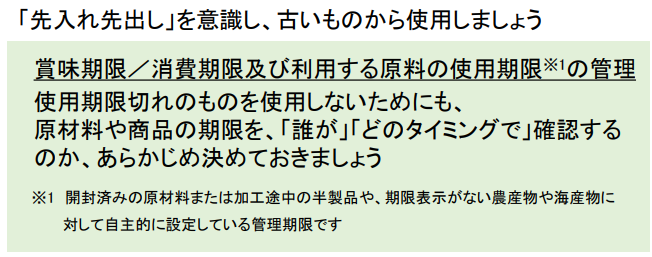 「先入れ先出し」を意識し、古いものから使用しましょう
賞味期限／消費期限及び利用する原料の使用期限※1の管理
使用期限切れのものを使用しないためにも、
原材料や商品の期限を、「誰が」「どのタイミングで」確認する
のか、あらかじめ決めておきましょう
※1 開封済みの原材料または加工途中の半製品や、期限表示がない農産物や海産物に
対して自主的に設定している管理期限です